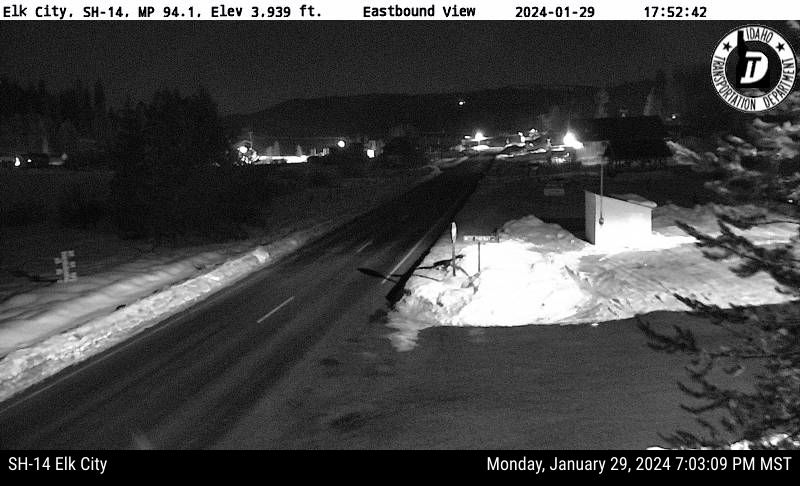 Elk City, SH-14, MP 94.1, Elev 3,939 ft. Eastbound View 2024-01-29 17:52:42
IDAHO
TRANSPORTATION DEPARTMENT
SH-14 Elk City Monday, January 29, 2024 7:03:09 PM MST